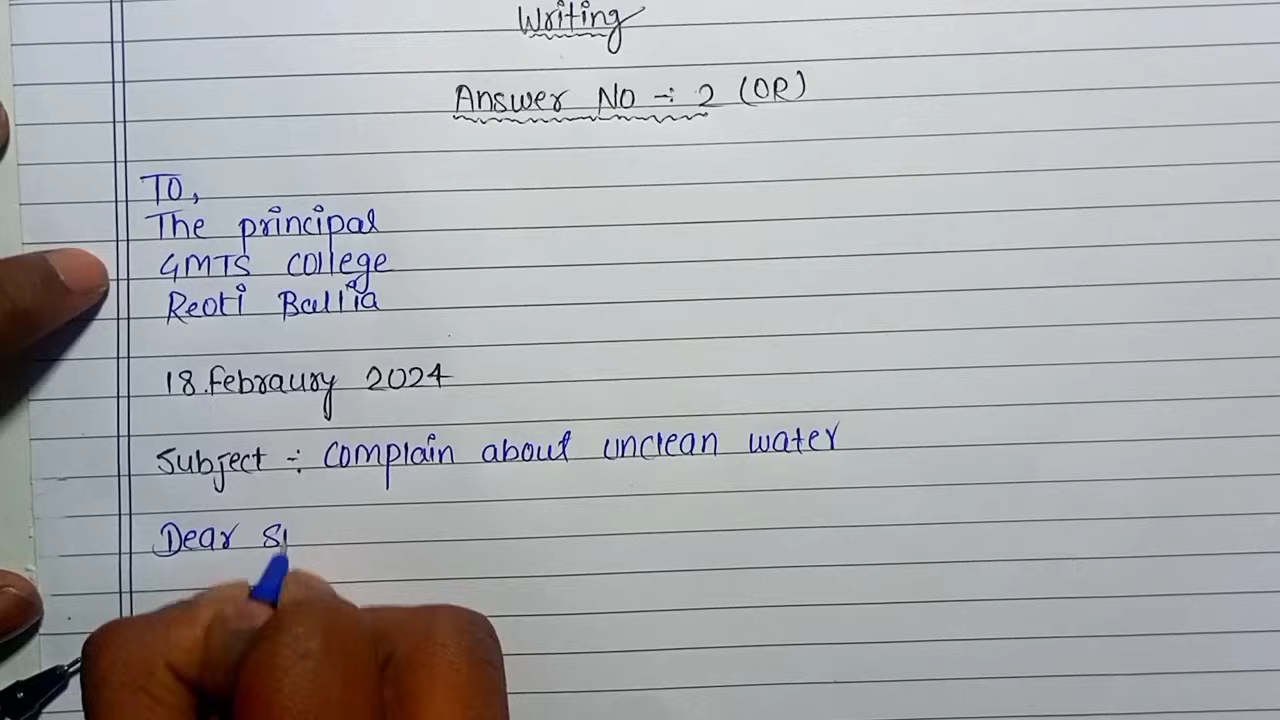 Writing
Answer NO ÷ 2 (OR)
TO,
The principal
GMTS college
Reoti Ballia
18.Febraury 2024
Subject ÷ complain about unclean water
Dear Si